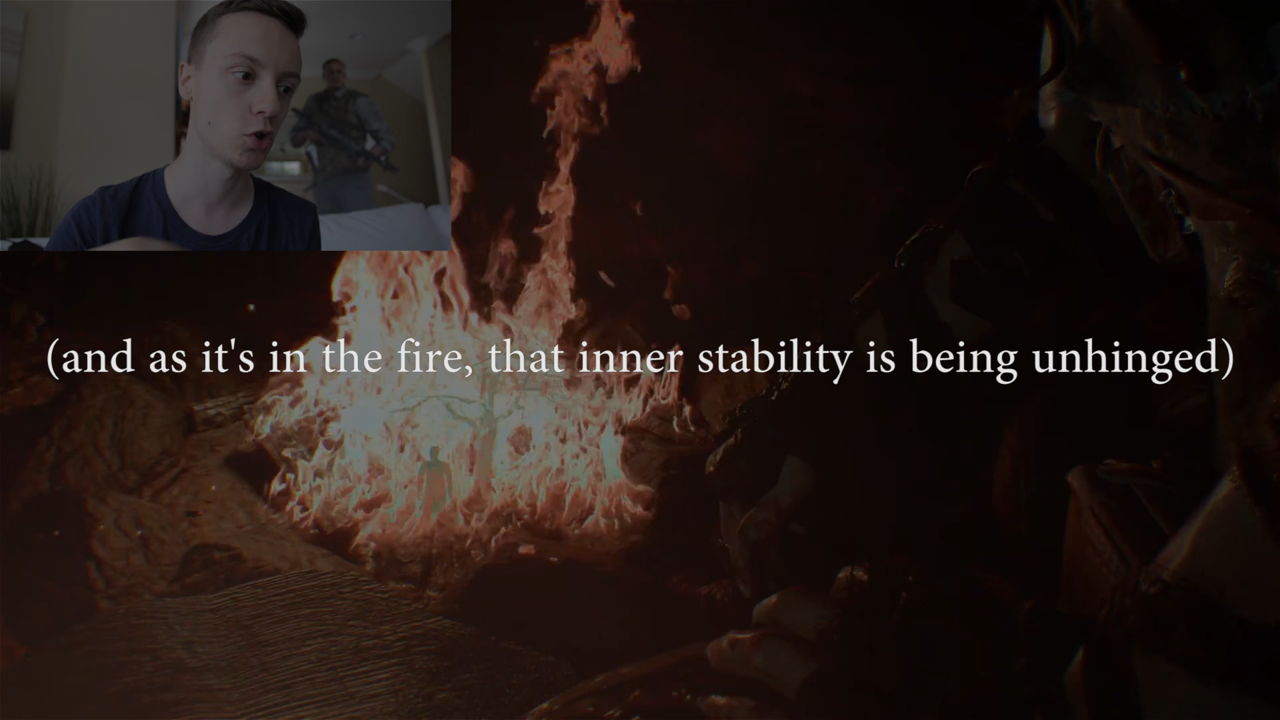 (and as it's in the fire, that inner stability is being unhinged)